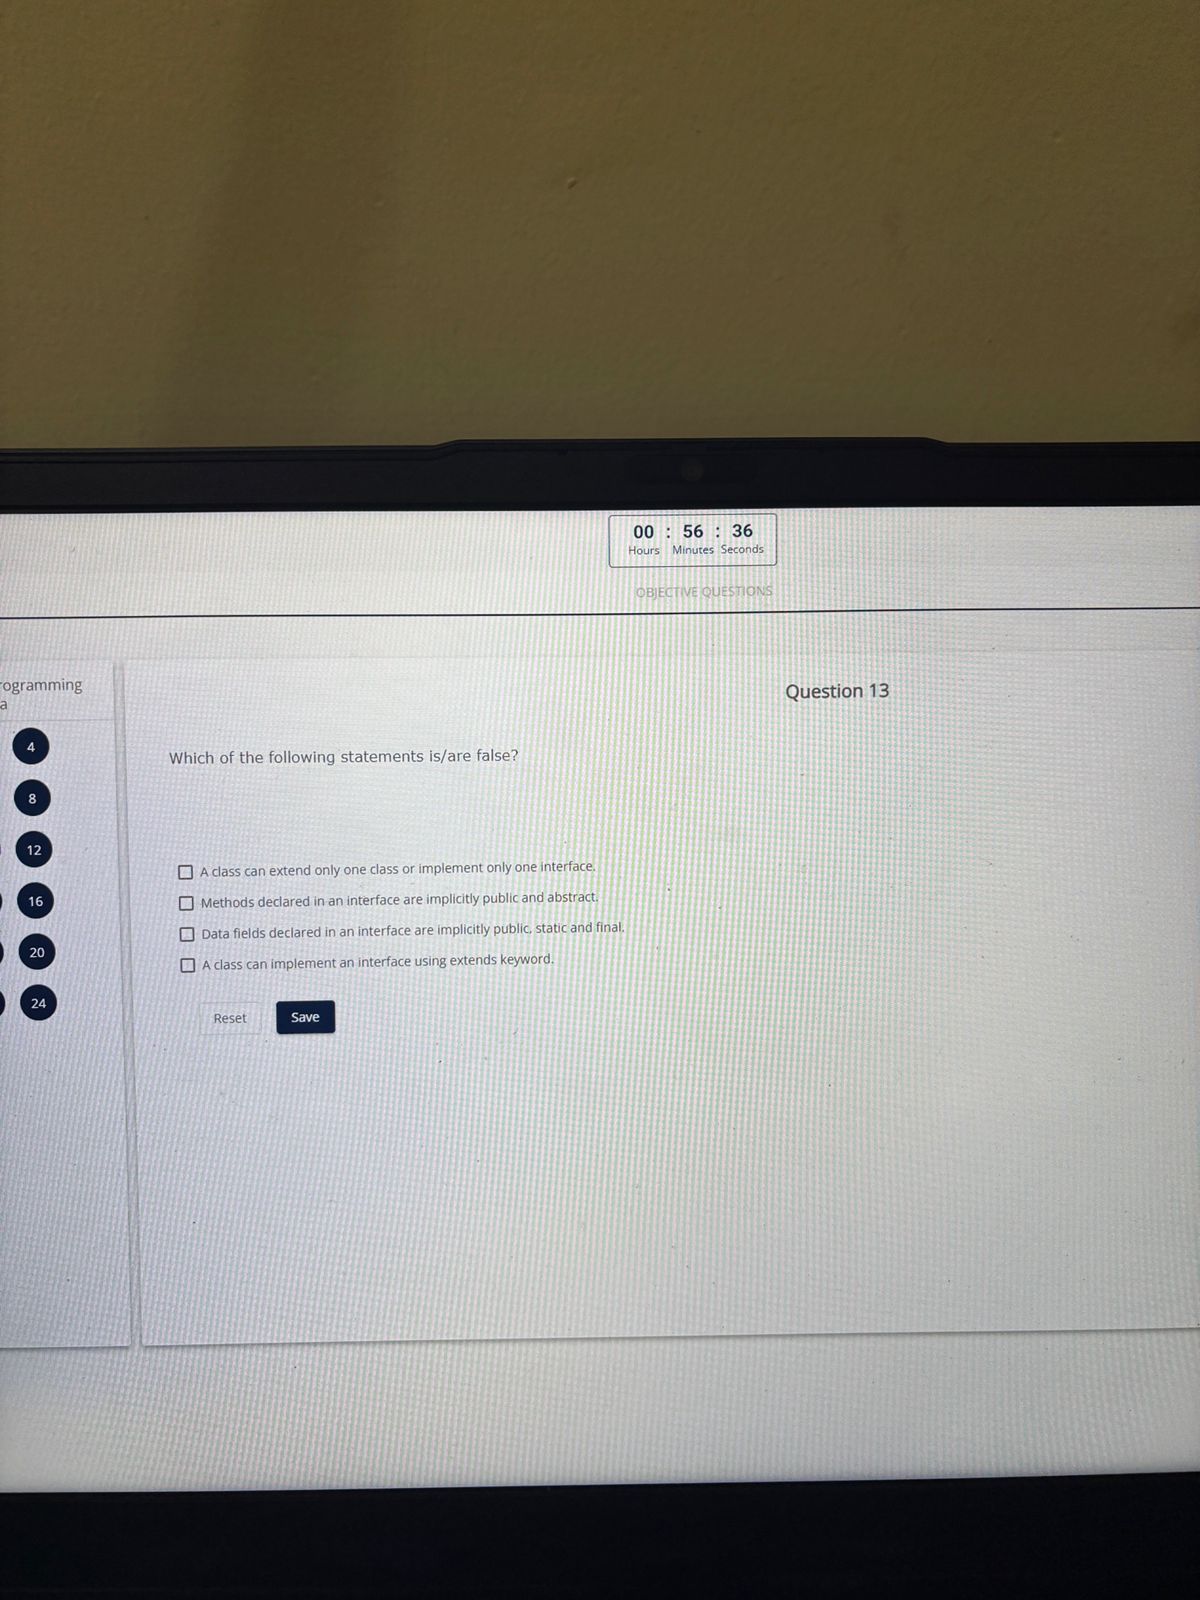 00 : 56 : 36
Hours Minutes Seconds
OBJECTIVE QUESTIONS
rogramming
a
4
8
12
16
20
24
Question 13
Which of the following statements is/are false?
A class can extend only one class or implement only one interface.
Methods declared in an interface are implicitly public and abstract.
Data fields declared in an interface are implicitly public, static and final.
A class can implement an interface using extends keyword.
Reset Save